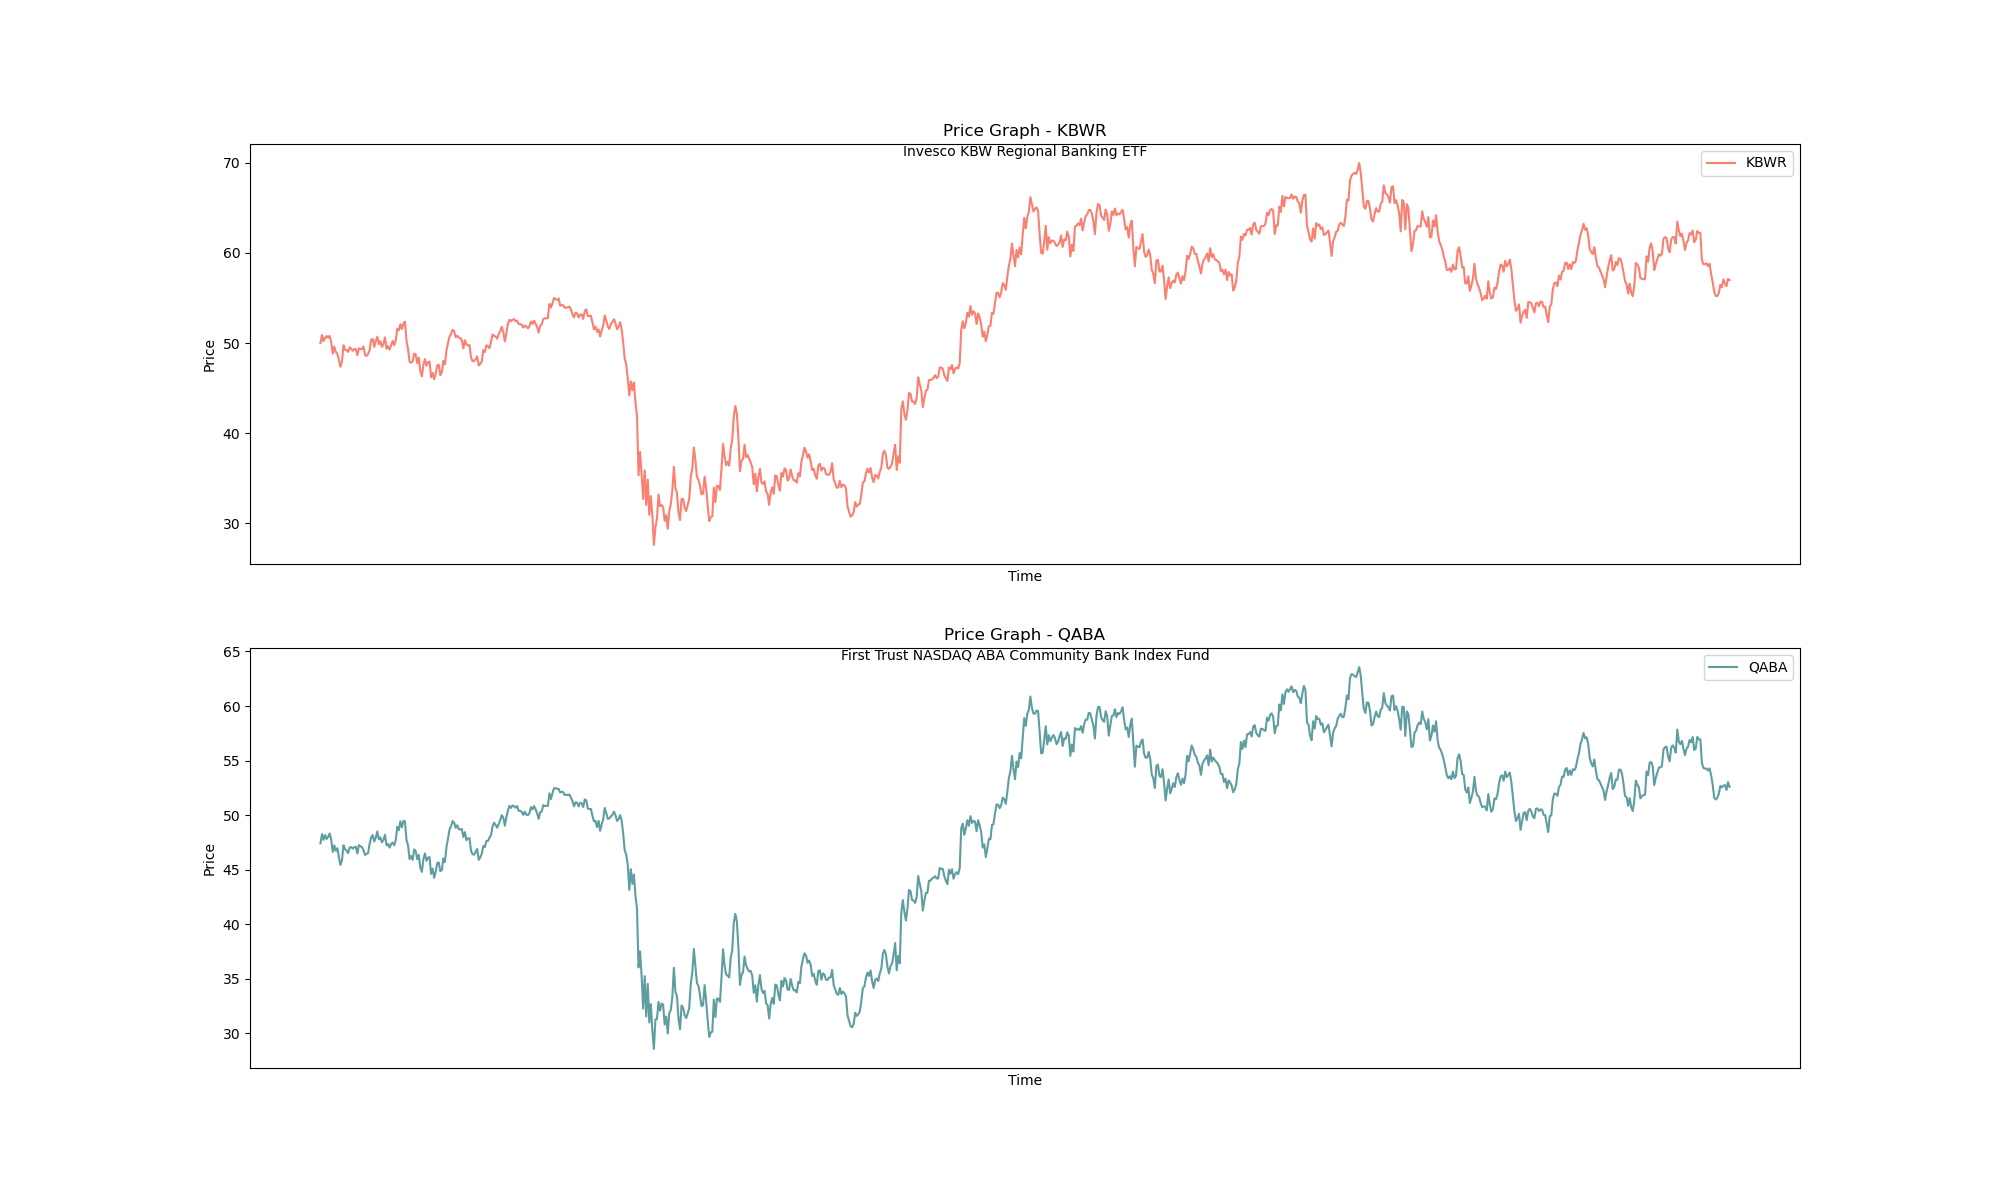 Price Graph - KBWR
Invesco KBW Regional Banking ETF
KBWR
70
60
50
40
30
Price
Time
Price Graph - QABA
First Trust NASDAQ ABA Community Bank Index Fund
QABA
65
60
55
50
45
40
35
30
Price
Time